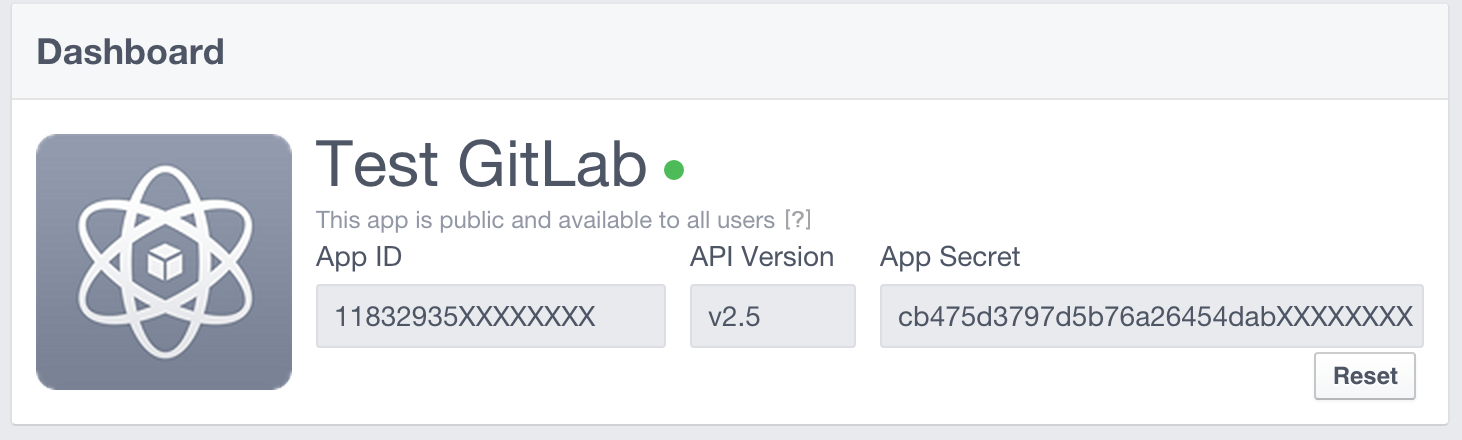 Dashboard
Test GitLab
This app is public and available to all users [?]
App ID API Version App Secret
11832935XXXXXXXX v2.5 cb475d3797d5b76a26454dabXXXXXXXX
Reset